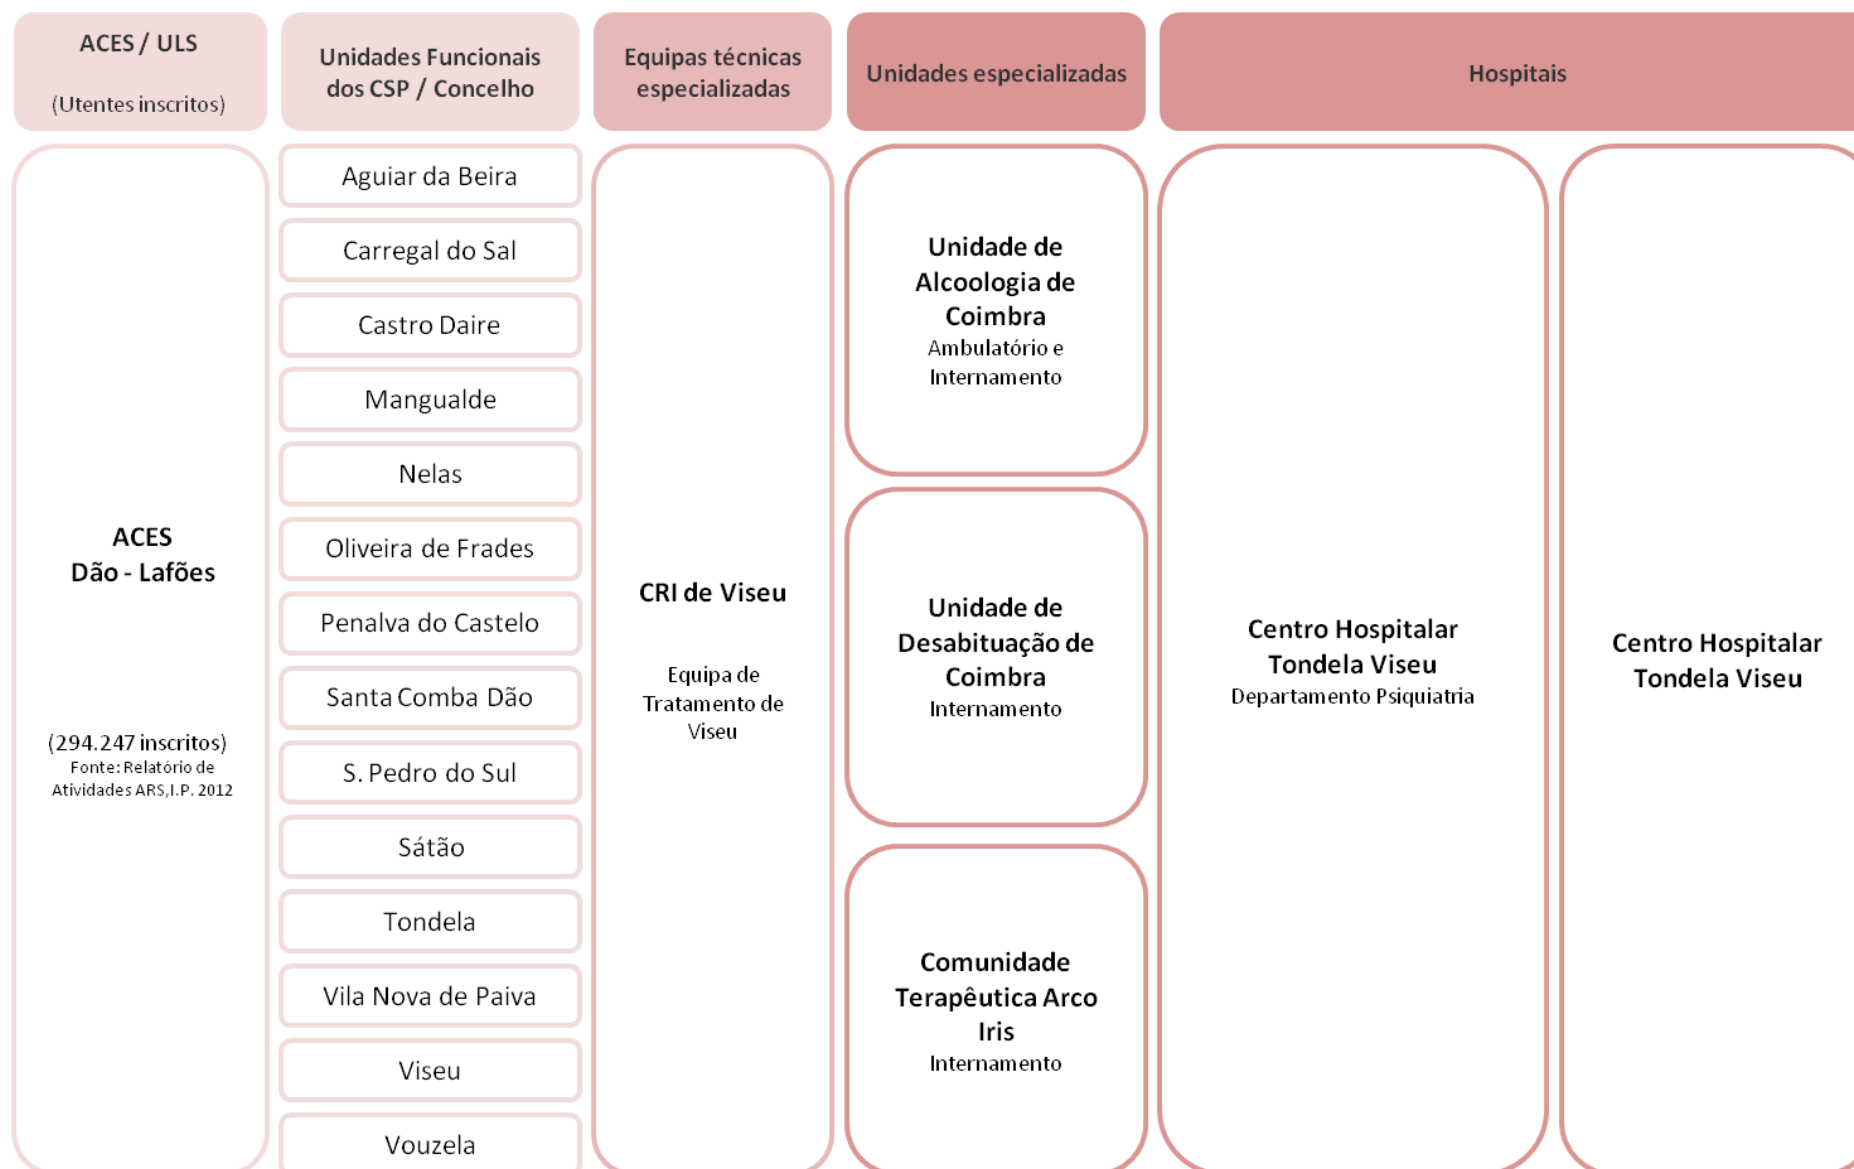 ACES / ULS
(Utentes inscritos)
Unidades Funcionais
dos CSP / Concelho
Equipas técnicas
especializadas
Unidades especializadas
Hospitais
ACES
Dão - Lafões
(294.247 inscritos)
Fonte: Relatório de
Atividades ARS,I.P. 2012
Aguiar da Beira
Carregal do Sal
Castro Daire
Mangualde
Nelas
Oliveira de Frades
Penalva do Castelo
Santa Comba Dão
S. Pedro do Sul
Sátão
Tondela
Vila Nova de Paiva
Viseu
Vouzela
CRI de Viseu
Equipa de
Tratamento de
Viseu
Unidade de
Alcoologia de
Coimbra
Ambulatório e
Internamento
Unidade de
Desabituação de
Coimbra
Internamento
Comunidade
Terapêutica Arco
Iris
Internamento
Centro Hospitalar
Tondela Viseu
Departamento Psiquiatria
Centro Hospitalar
Tondela Viseu